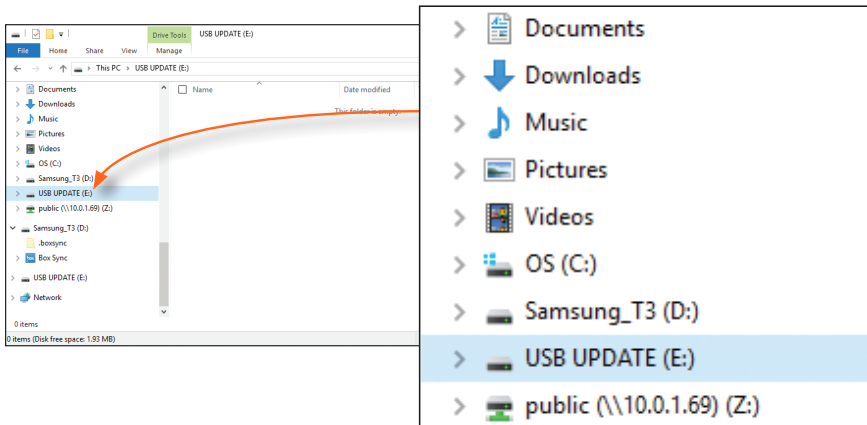 Drive Tools USB UPDATE (E:)
File Home Share View Manage
This PC > USB UPDATE (E:)
Documents
Downloads
Music
Pictures
Videos
OS (C:)
Samsung_T3 (D:)
USB UPDATE (E:)
public (\\10.0.1.69) (Z:)
Samsung_T3 (D:)
.boxsync
Box Sync
USB UPDATE (E:)
Network
Name Date modified
This folder is empty.
0 items
0 items (Disk free space: 1.93 MB)
Documents
Downloads
Music
Pictures
Videos
OS (C:)
Samsung_T3 (D:)
USB UPDATE (E:)
public (\\10.0.1.69) (Z:)